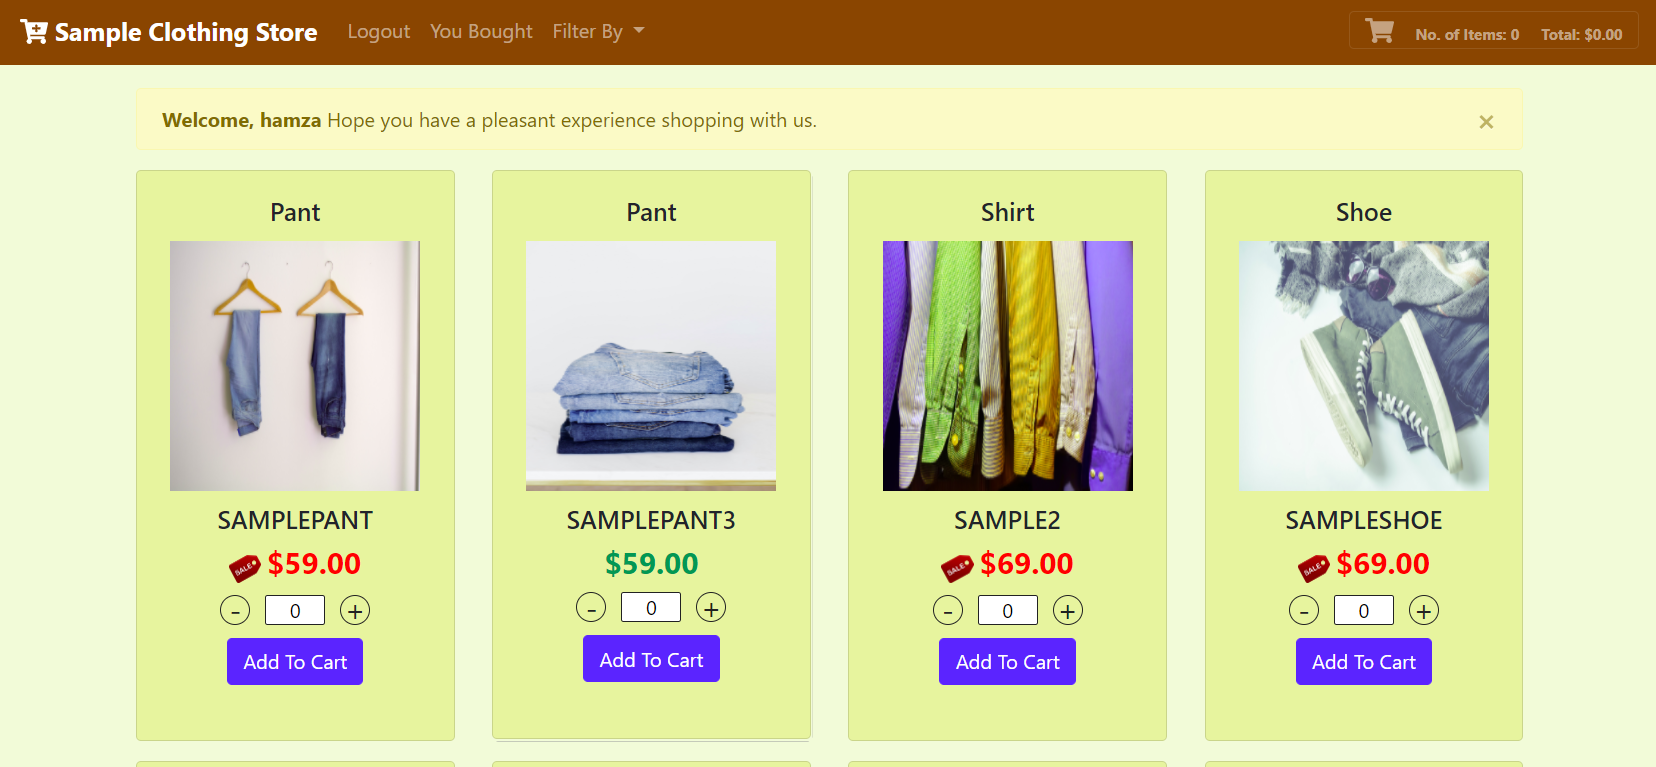 Sample Clothing Store Logout You Bought Filter By No. of Items: 0 Total: $0.00
Welcome, hamza Hope you have a pleasant experience shopping with us. ×
Pant
SAMPLEPANT
SALE $59.00
- 0 +
Add To Cart
Pant
SAMPLEPANT3
$59.00
- 0 +
Add To Cart
Shirt
SAMPLE2
SALE $69.00
- 0 +
Add To Cart
Shoe
SAMPLESHOE
SALE $69.00
- 0 +
Add To Cart